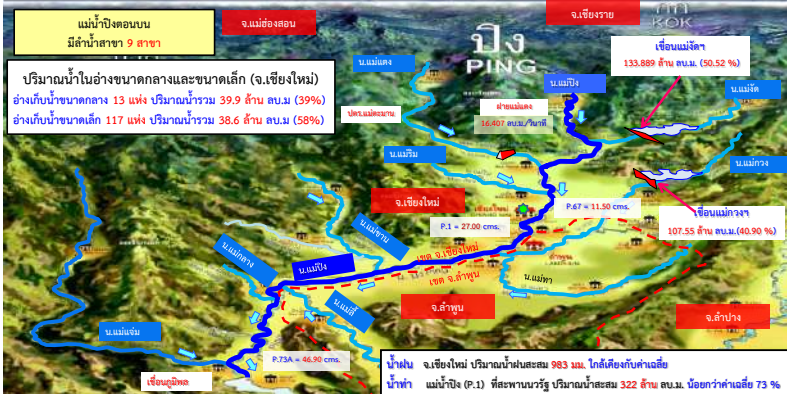 แม่น้ำปิงตอนบน
มีลำน้ำสาขา 9 สาขา
จ.แม่ฮ่องสอน
จ.เชียงราย
กก
KOK
ปิง
PING
เขื่อนแม่งัดฯ
133.889 ล้าน ลบ.ม. (50.52 %)
ปริมาณน้ำในอ่างขนาดกลางและขนาดเล็ก (จ.เชียงใหม่)
อ่างเก็บน้ำขนาดกลาง 13 แห่ง ปริมาณน้ำรวม 39.9 ล้าน ลบ.ม (39%)
อ่างเก็บน้ำขนาดเล็ก 117 แห่ง ปริมาณน้ำรวม 38.6 ล้าน ลบ.ม (58%)
น.แม่แตง
น.แม่ปิง
น.แม่งัด
ปตร.แม่ตะมาน
ฝายแม่แตง
16.407 ลบ.ม./วินาที
น.แม่ริม
น.แม่กวง
จ.เชียงใหม่
P.67 = 11.50 cms.
P.1 = 27.00 cms.
เขื่อนแม่กวงฯ
107.55 ล้าน ลบ.ม.(40.90 %)
น.แม่ขาน
น.แม่กลาง
น.แม่ปิง
เขต จ.เชียงใหม่
เขต จ.ลำพูน
ลำพูน
น.แม่ทา
น.แม่ลี้
จ.ลำพูน
จ.ลำปาง
น.แม่แจ่ม
P.73A = 46.90 cms.
เขื่อนภูมิพล
น้ำฝน จ.เชียงใหม่ ปริมาณน้ำฝนสะสม 983 มม. ใกล้เคียงกับค่าเฉลี่ย
น้ำท่า แม่น้ำปิง (P.1) ที่สะพานนวรัฐ ปริมาณน้ำสะสม 322 ล้าน ลบ.ม. น้อยกว่าค่าเฉลี่ย 73 %